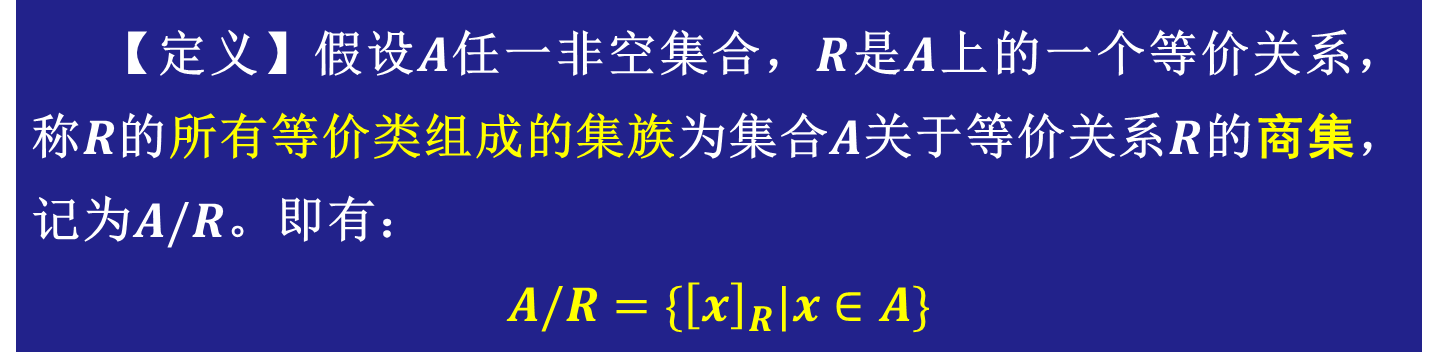 【定义】假设A任一非空集合，R是A上的一个等价关系，
称R的所有等价类组成的集族为集合A关于等价关系R的商集，
记为A/R。即有：
A/R = {[x]_R|x ∈ A}